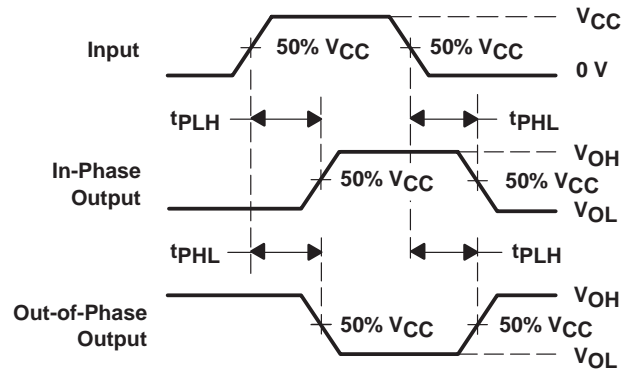 VCC
Input
50% VCC
50% VCC
0 V
tPLH
tPHL
VOH
In-Phase
Output
50% VCC
50% VCC
VOL
tPHL
tPLH
VOH
Out-of-Phase
Output
50% VCC
50% VCC
VOL